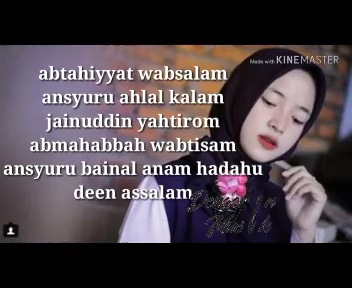 Made with KINEMASTER
abtahiyyat wabsalam
ansyuru ahlal kalam
jainuddin yahtirom
abmahabbah wabtisam
ansyuru bainal anam hadahu
deen assalam